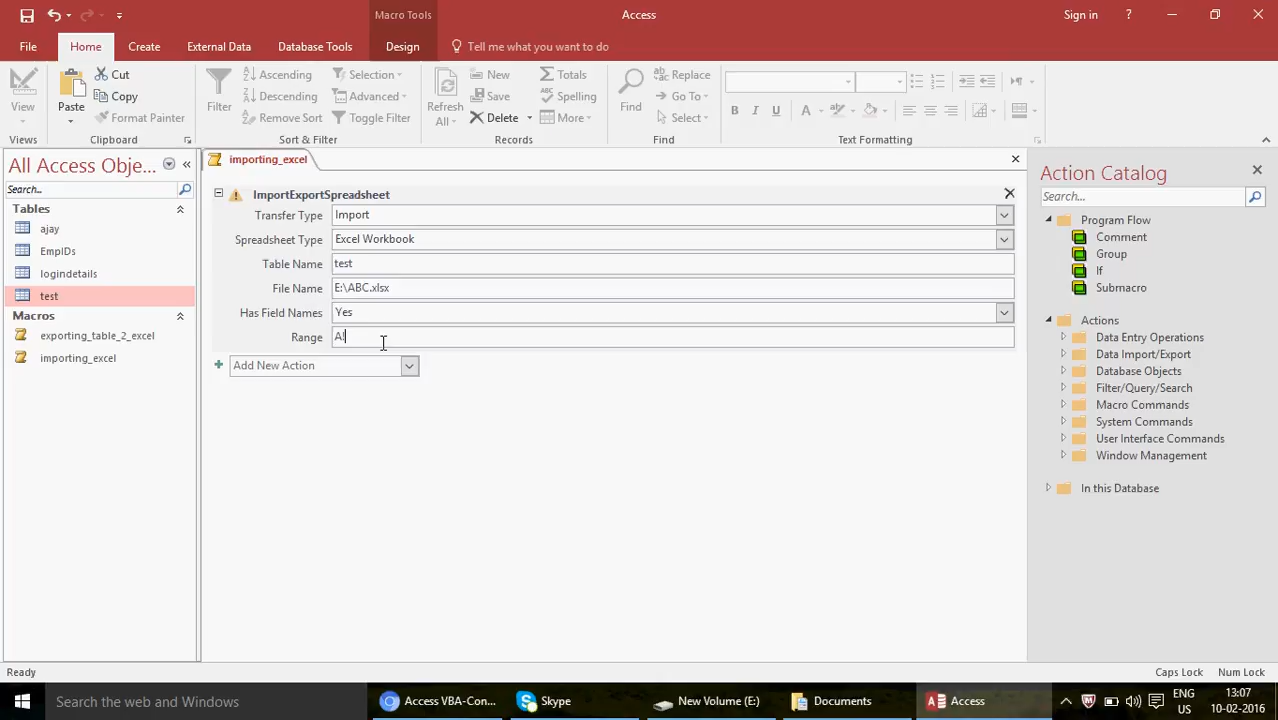 Macro Tools
Access
Sign in
?
File
Home
Create
External Data
Database Tools
Design
Tell me what you want to do
View
Paste
Cut
Copy
Format Painter
Filter
Ascending
Descending
Remove Sort
Selection
Advanced
Toggle Filter
Refresh All
New
Save
Delete
Totals
Spelling
More
Find
Replace
Go To
Select
B I U
A
A
Views
Clipboard
Sort & Filter
Records
Find
Text Formatting
All Access Obje...
Search...
Tables
ajay
EmpIDs
logindetails
test
Macros
exporting_table_2_excel
importing_excel
importing_excel
ImportExportSpreadsheet
Transfer Type Import
Spreadsheet Type Excel Workbook
Table Name test
File Name E:\ABC.xlsx
Has Field Names Yes
Range A!
Add New Action
Action Catalog
Search...
Program Flow
Comment
Group
If
Submacro
Actions
Data Entry Operations
Data Import/Export
Database Objects
Filter/Query/Search
Macro Commands
System Commands
User Interface Commands
Window Management
In this Database
Ready
Caps Lock Num Lock
Search the web and Windows
Access VBA-Con...
Skype
New Volume (E:)
Documents
Access
ENG
US
13:07
10-02-2016